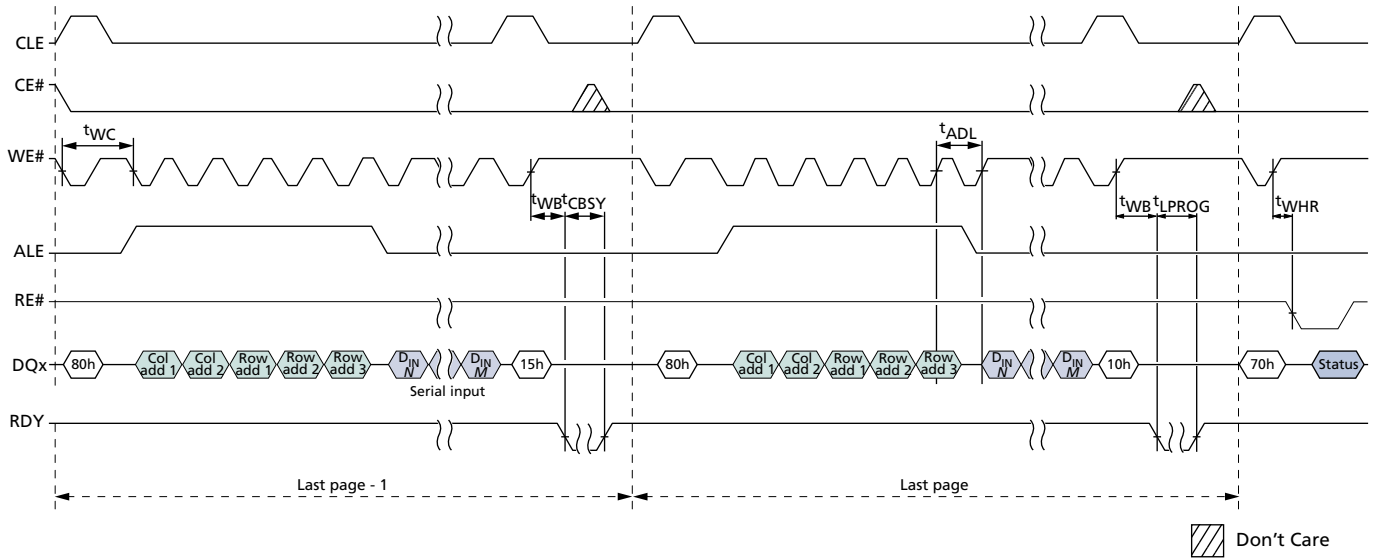 CLE
CE#
tWC
tADL
WE#
tWB tCBSY
tWB tLPROG
tWHR
ALE
RE#
DQx
80h
Col add 1
Col add 2
Row add 1
Row add 2
Row add 3
DIN N
DIN M
15h
80h
Col add 1
Col add 2
Row add 1
Row add 2
Row add 3
DIN N
DIN M
10h
70h
Status
Serial input
RDY
Last page - 1
Last page
Don't Care